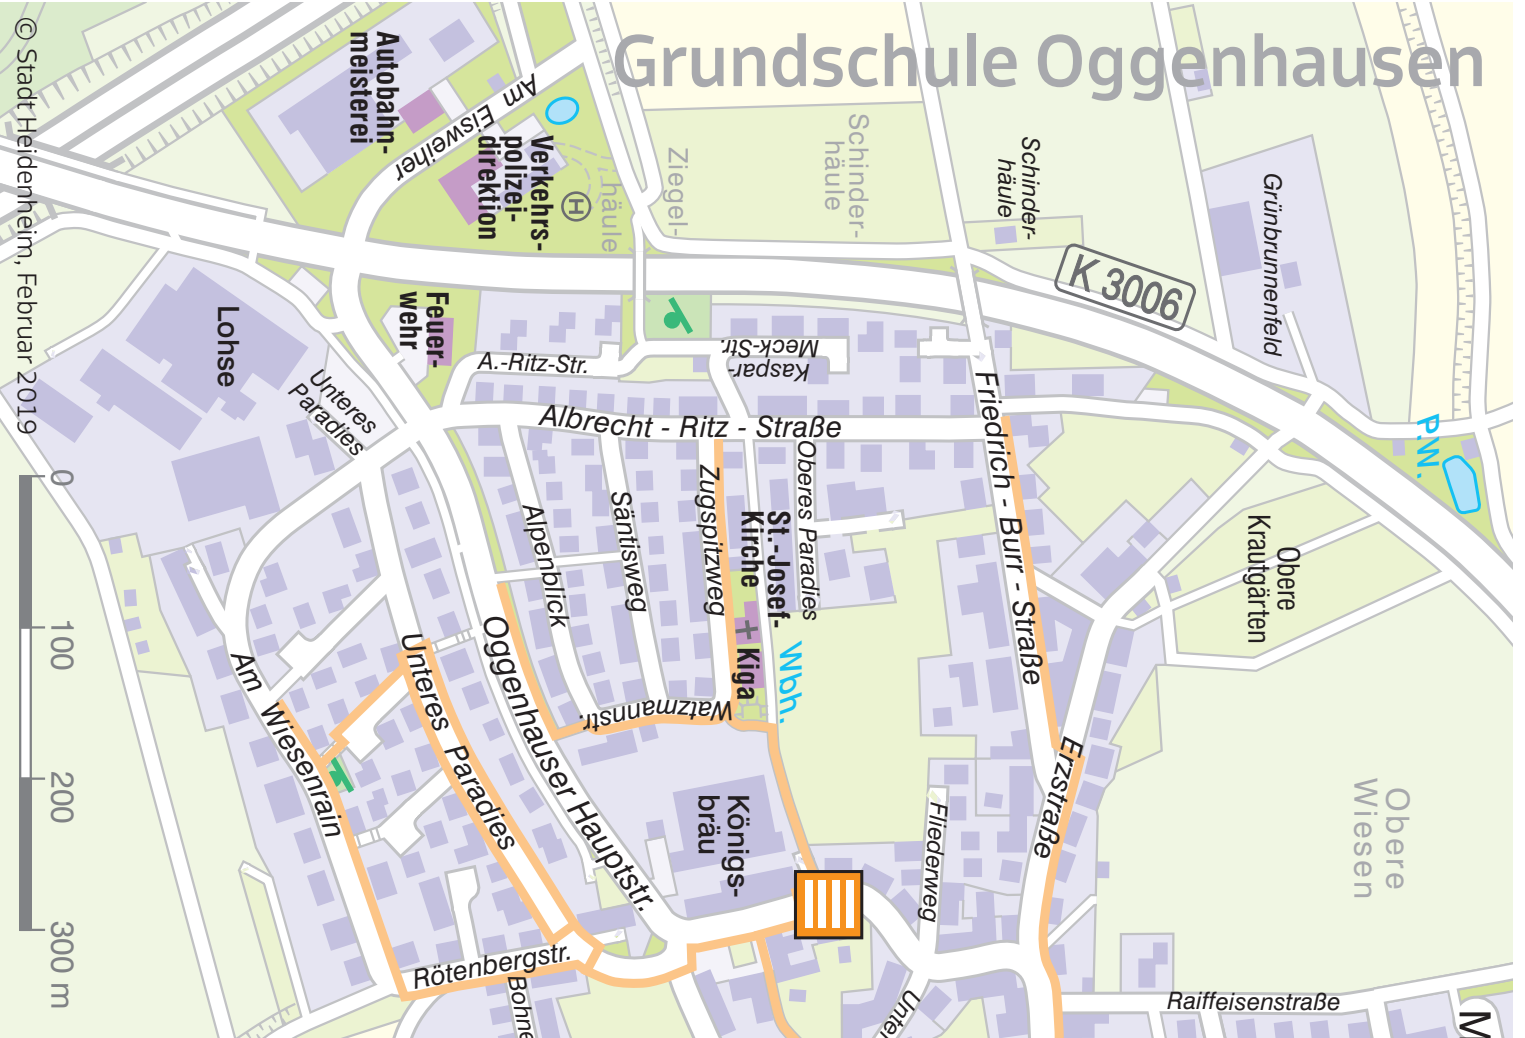 Grundschule Oggenhausen
© Stadt Heidenheim, Februar 2019
Autobahn-
meisterei
Am Eisweiher
Verkehrs-
polizei-
direktion
H
Ziegel-
häule
Schinder-
häule
Schinder-
häule
Grünbrunnenfeld
K 3006
Feuer-
wehr
Lohse
Unteres
Paradies
A.-Ritz-Str.
Kaspar-
Meck-Str.
Albrecht - Ritz - Straße
Friedrich - Burr - Straße
P.W.
Obere
Krautgärten
Oberes Paradies
St.-Josef-
Kirche
Kiga
Wbh.
Zugspitzweg
Säntisweg
Alpenblick
Watzmannstr.
Oggenhauser Hauptstr.
Unteres Paradies
Am Wiesenrain
Königs-
bräu
Fliederweg
Erzstraße
Obere
Wiesen
Rötenbergstr.
Bohne
Unter
Raiffeisenstraße
M
0
100
200
300 m